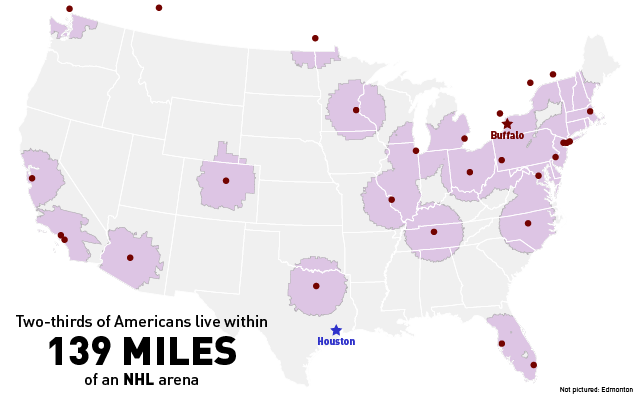 Buffalo
Two-thirds of Americans live within
139 MILES
of an NHL arena
Houston
Not pictured: Edmonton